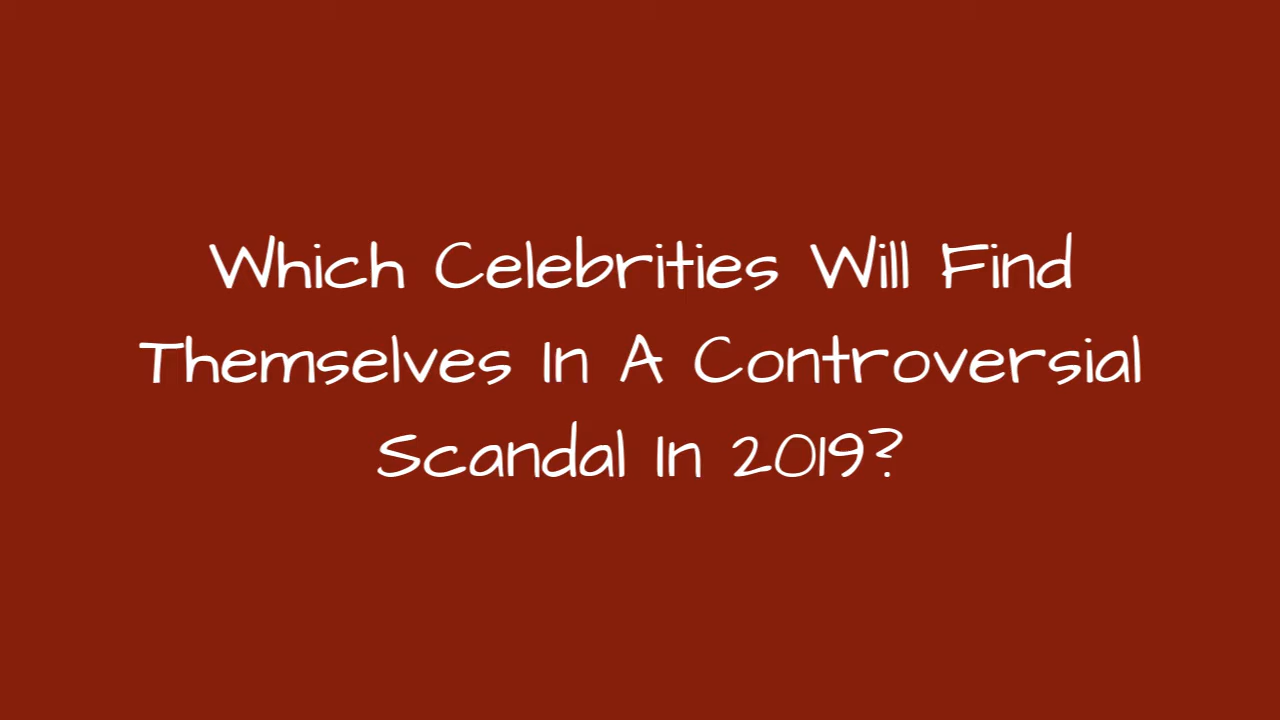 Which Celebrities Will Find
Themselves In A Controversial
Scandal In 2019?